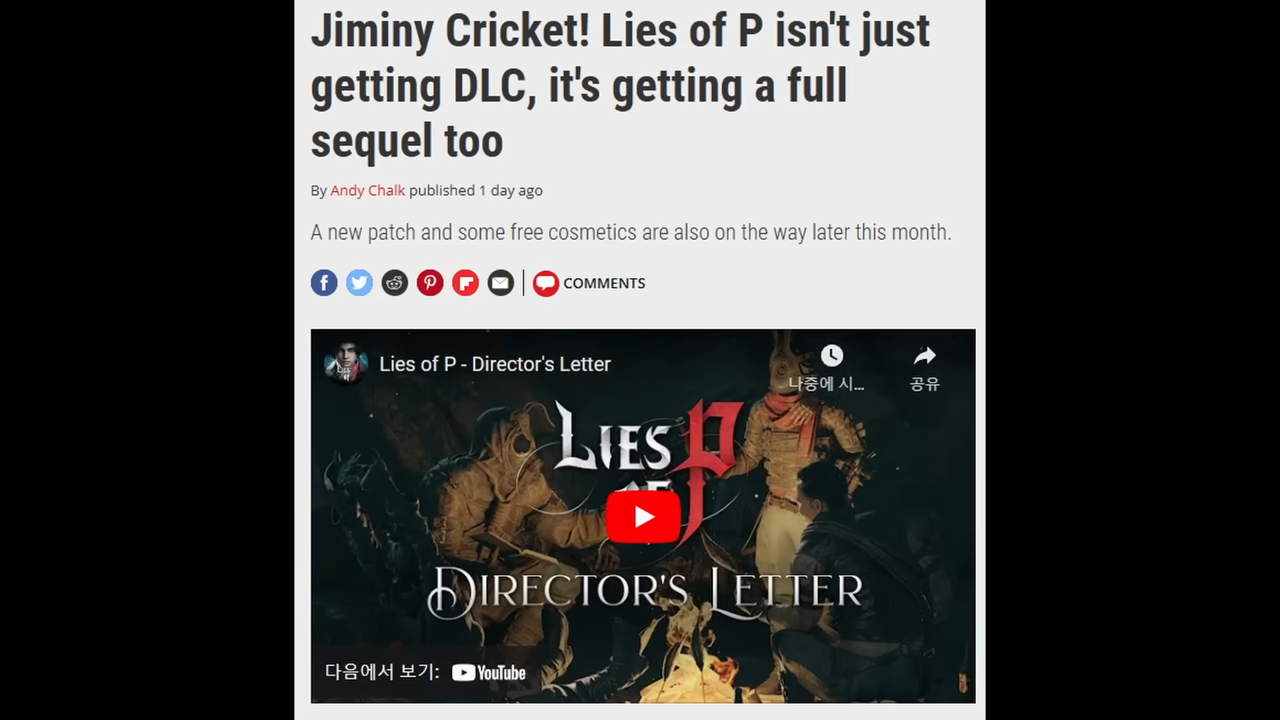 Jiminy Cricket! Lies of P isn't just
getting DLC, it's getting a full
sequel too
By Andy Chalk published 1 day ago
A new patch and some free cosmetics are also on the way later this month.
COMMENTS
Lies of P - Director's Letter
나중에 시...
공유
LIES
OF P
DIRECTOR'S LETTER
다음에서 보기: YouTube